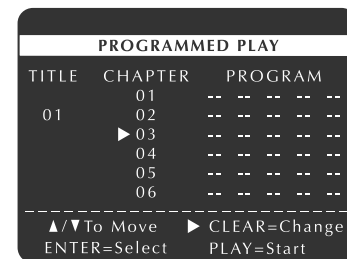 PROGRAMMED PLAY
TITLE CHAPTER PROGRAM
01 -- -- -- -- --
01 02 -- -- -- -- --
▶ 03 -- -- -- -- --
04 -- -- -- -- --
05 -- -- -- -- --
06 -- -- -- -- --
▲/▼To Move ▶ CLEAR=Change
ENTER=Select PLAY=Start